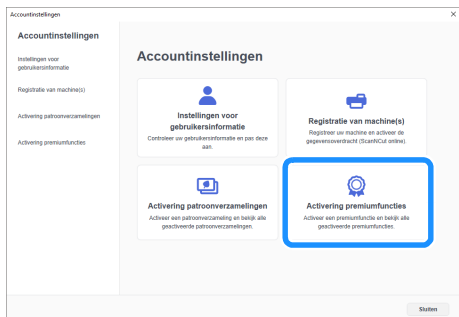 Accountinstellingen
Accountinstellingen
Instellingen voor
gebruikersinformatie
Registratie van machine(s)
Activering patroonverzamelingen
Activering premiumfuncties
Accountinstellingen
Instellingen voor
gebruikersinformatie
Controleer uw gebruikersinformatie en pas deze
aan.
Registratie van machine(s)
Registreer uw machine en activeer de
gegevensoverdracht (ScanNCut online).
Activering patroonverzamelingen
Activeer een patroonverzameling en bekijk alle
geactiveerde patroonverzamelingen.
Activering premiumfuncties
Activeer een premiumfunctie en bekijk alle
geactiveerde premiumfuncties.
Sluiten